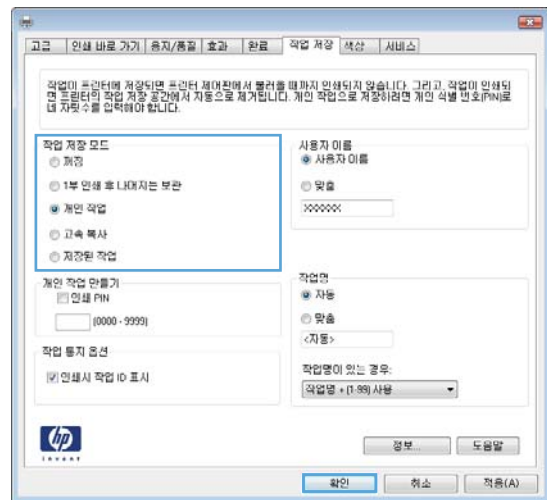 고급 인쇄 바로 가기 용지/품질 효과 완료 작업 저장 색상 서비스
작업이 프린터에 저장되면 프린터 제어판에서 불러올 때까지 인쇄되지 않습니다. 그리고, 작업이 인쇄되
면 프린터의 작업 저장 공간에서 자동으로 제거됩니다. 개인 작업으로 저장하려면 개인 식별 번호(PIN)로
네 자릿수를 입력해야 합니다.
작업 저장 모드
꺼짐
1부 인쇄 후 나머지는 보관
개인 작업
고속 복사
저장된 작업
사용자 이름
사용자 이름
맞춤
XXXXXX
개인 작업 만들기
인쇄 PIN
(0000 - 9999)
작업 통지 옵션
인쇄시 작업 ID 표시
작업명
자동
맞춤
<자동>
작업명이 있는 경우:
작업명 + (1-99) 사용
hp
invent
정보... 도움말
확인 취소 적용(A)